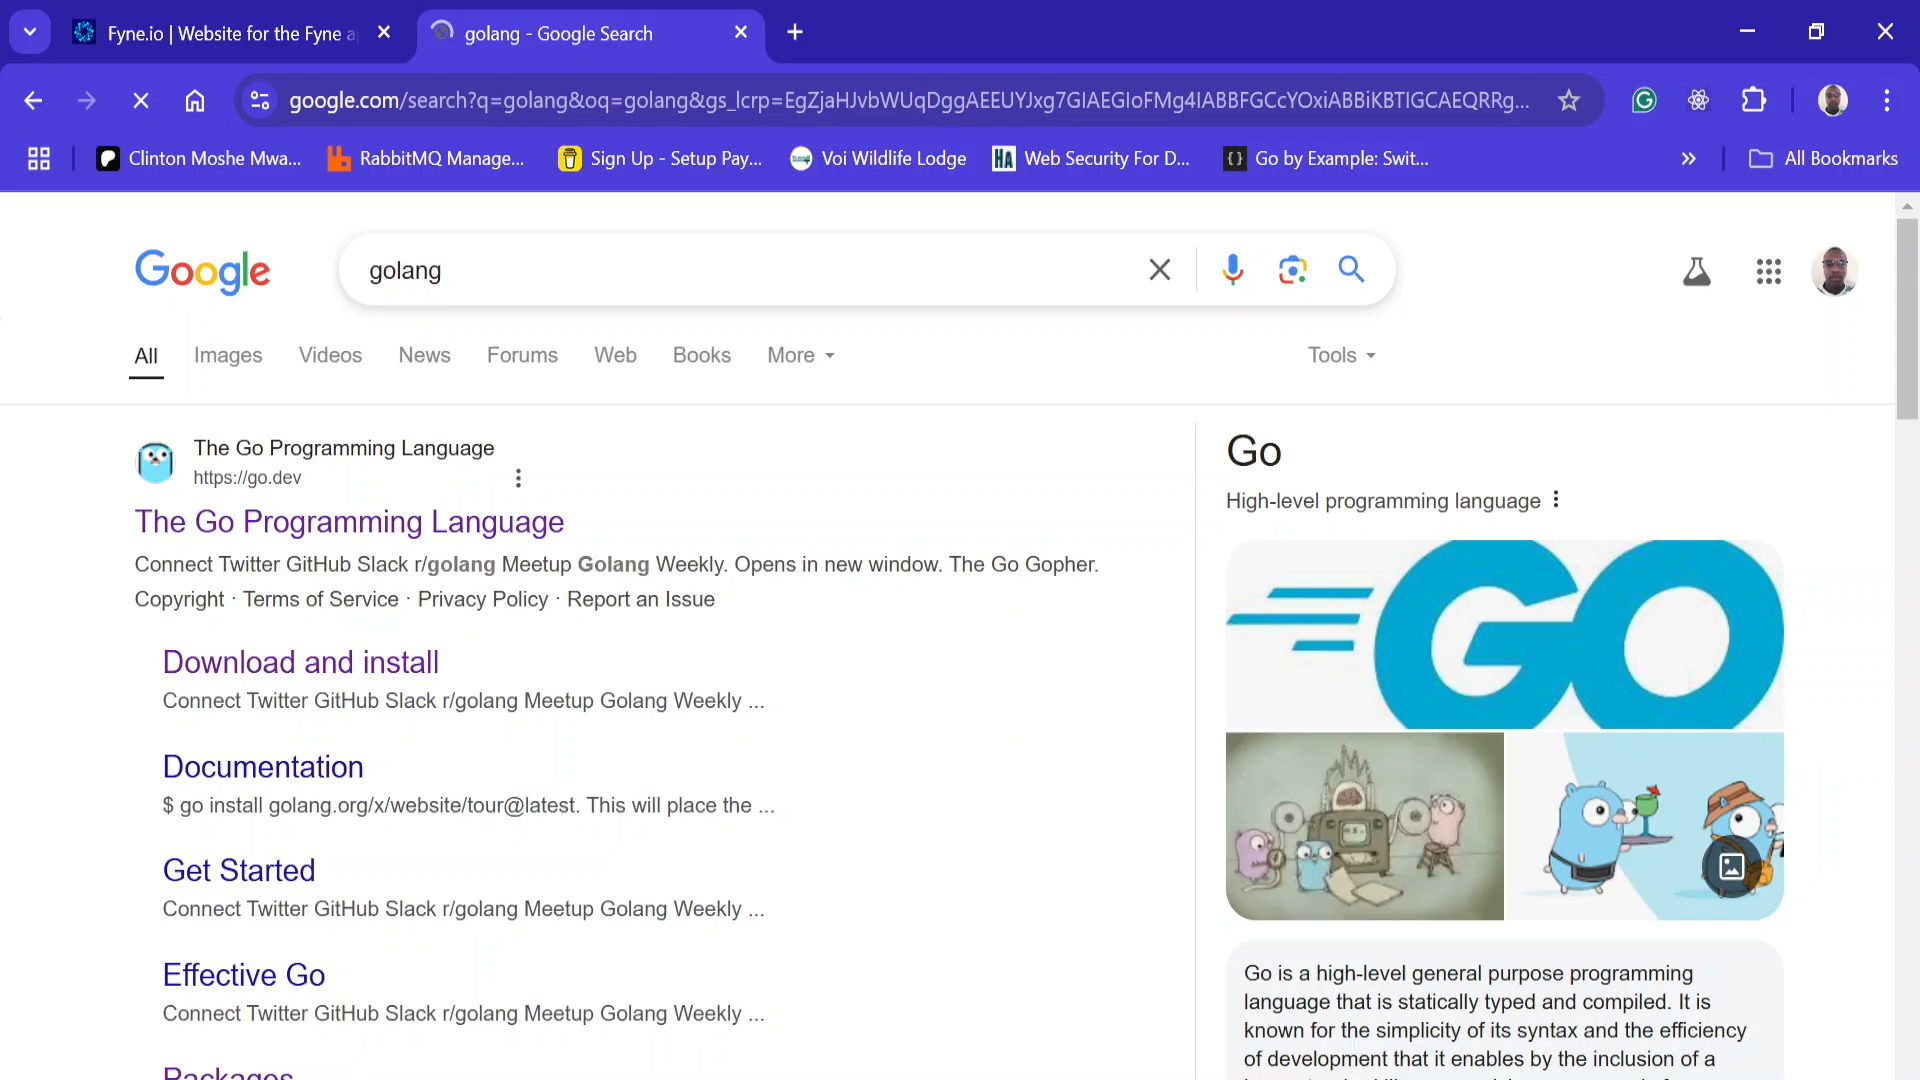 Fyne.io | Website for the Fyne a
golang - Google Search
google.com/search?q=golang&oq=golang&gs_lcrp=EgZjaHJvbWUqDggAEEUYJxg7GIAEGIoFMg4IABBFGCcYOxiABBiKBTIGCAEQRRg...
Clinton Moshe Mwa...
RabbitMQ Manage...
Sign Up - Setup Pay...
Voi Wildlife Lodge
HA
Web Security For D...
Go by Example: Swit...
All Bookmarks
Google
golang
All
Images
Videos
News
Forums
Web
Books
More
Tools
The Go Programming Language
https://go.dev
The Go Programming Language
Connect Twitter GitHub Slack r/golang Meetup Golang Weekly. Opens in new window. The Go Gopher.
Copyright · Terms of Service · Privacy Policy · Report an Issue
Download and install
Connect Twitter GitHub Slack r/golang Meetup Golang Weekly ...
Documentation
$ go install golang.org/x/website/tour@latest. This will place the ...
Get Started
Connect Twitter GitHub Slack r/golang Meetup Golang Weekly ...
Effective Go
Connect Twitter GitHub Slack r/golang Meetup Golang Weekly ...
Packages
Go
High-level programming language
GO
Go is a high-level general purpose programming
language that is statically typed and compiled. It is
known for the simplicity of its syntax and the efficiency
of development that it enables by the inclusion of a